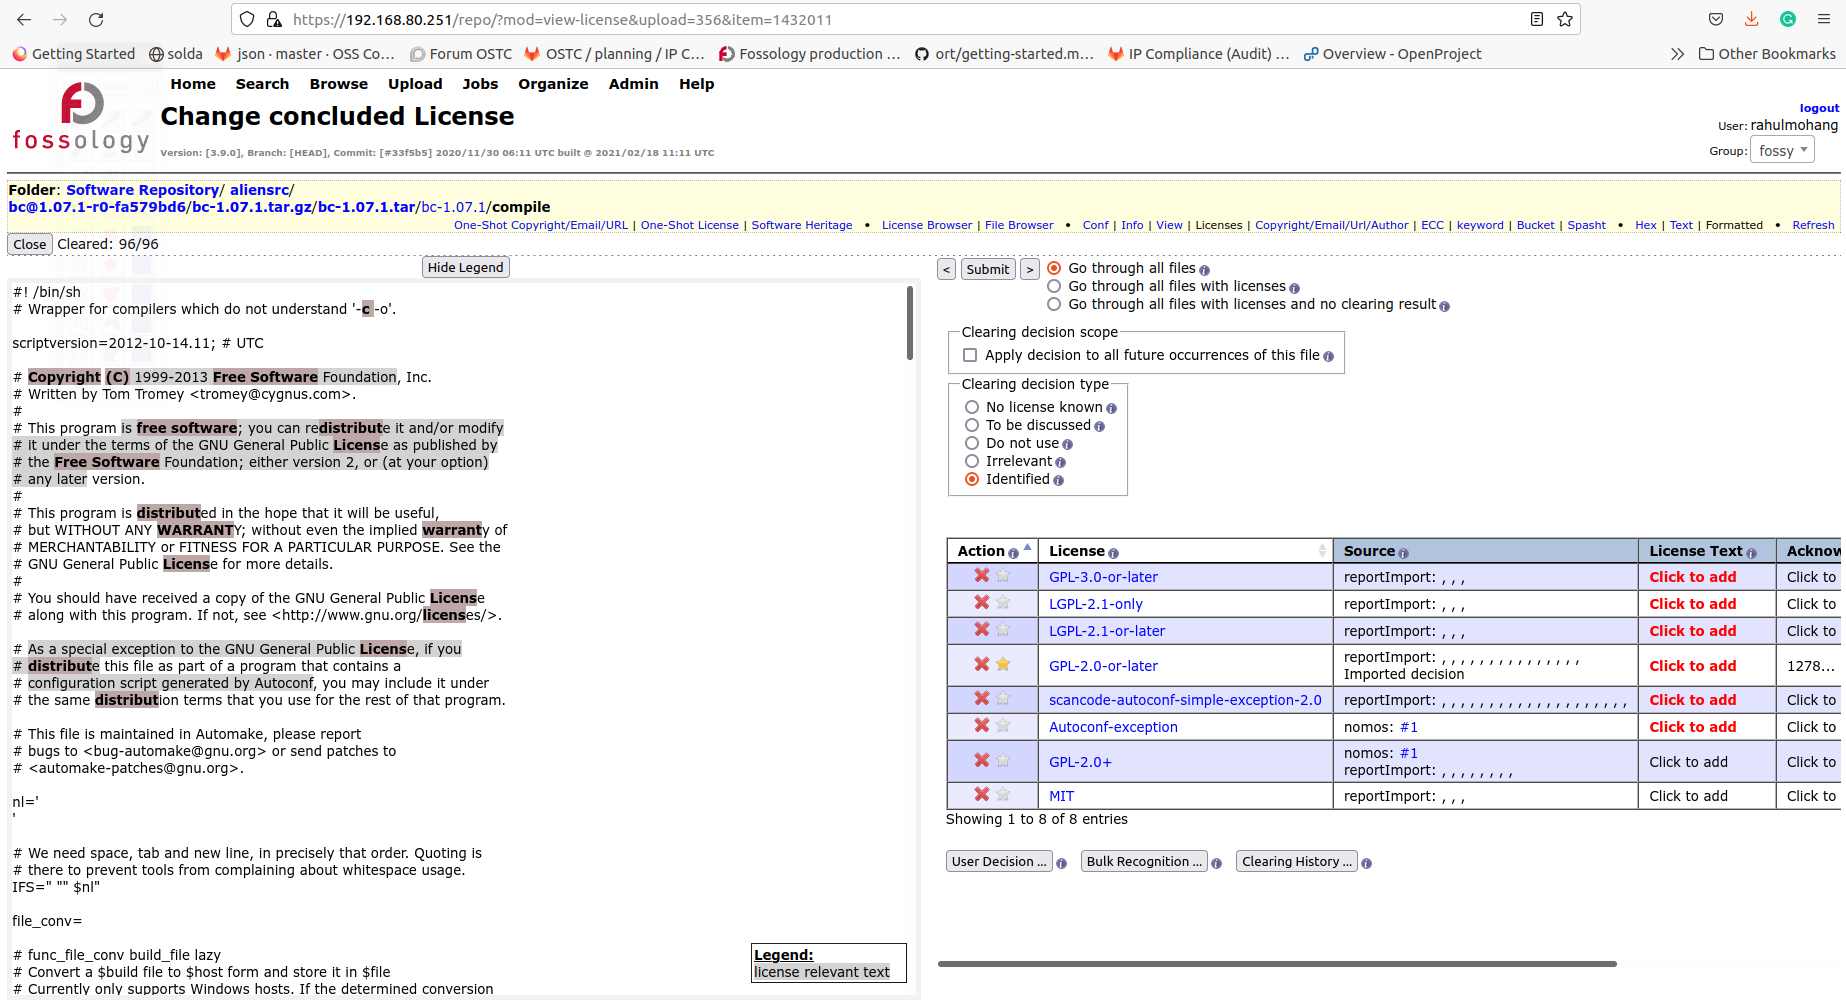 https://192.168.80.251/repo/?mod=view-license&upload=356&item=1432011
Getting Started
solda
json · master · OSS Co…
Forum OSTC
OSTC / planning / IP C…
Fossology production …
ort/getting-started.m…
IP Compliance (Audit) …
Overview - OpenProject
Other Bookmarks
Home Search Browse Upload Jobs Organize Admin Help
fossology
Change concluded License
Version: [3.9.0], Branch: [HEAD], Commit: [#33f5b5] 2020/11/30 06:11 UTC built @ 2021/02/18 11:11 UTC
logout
User: rahulmohang
Group: fossy
Folder: Software Repository/ aliensrc/
bc@1.07.1-r0-fa579bd6/bc-1.07.1.tar.gz/bc-1.07.1.tar/bc-1.07.1/compile
One-Shot Copyright/Email/URL | One-Shot License | Software Heritage • License Browser | File Browser • Conf | Info | View | Licenses | Copyright/Email/Url/Author | ECC | keyword | Bucket | Spasht • Hex | Text | Formatted • Refresh
Close Cleared: 96/96
Hide Legend
#! /bin/sh
# Wrapper for compilers which do not understand '-c -o'.
scriptversion=2012-10-14.11; # UTC
# Copyright (C) 1999-2013 Free Software Foundation, Inc.
# Written by Tom Tromey <tromey@cygnus.com>.
#
# This program is free software; you can redistribute it and/or modify
# it under the terms of the GNU General Public License as published by
# the Free Software Foundation; either version 2, or (at your option)
# any later version.
#
# This program is distributed in the hope that it will be useful,
# but WITHOUT ANY WARRANTY; without even the implied warranty of
# MERCHANTABILITY or FITNESS FOR A PARTICULAR PURPOSE. See the
# GNU General Public License for more details.
#
# You should have received a copy of the GNU General Public License
# along with this program. If not, see <http://www.gnu.org/licenses/>.
# As a special exception to the GNU General Public License, if you
# distribute this file as part of a program that contains a
# configuration script generated by Autoconf, you may include it under
# the same distribution terms that you use for the rest of that program.
# This file is maintained in Automake, please report
# bugs to <bug-automake@gnu.org> or send patches to
# <automake-patches@gnu.org>.
nl='
'
# We need space, tab and new line, in precisely that order. Quoting is
# there to prevent tools from complaining about whitespace usage.
IFS=" "" $nl"
file_conv=
# func_file_conv build_file lazy
# Convert a $build file to $host form and store it in $file
# Currently only supports Windows hosts. If the determined conversion
Legend:
license relevant text
< Submit > Go through all files
Go through all files with licenses
Go through all files with licenses and no clearing result
Clearing decision scope
Apply decision to all future occurrences of this file
Clearing decision type
No license known
To be discussed
Do not use
Irrelevant
Identified
Action License Source License Text Acknow
GPL-3.0-or-later reportImport: , , , Click to add Click to
LGPL-2.1-only reportImport: , , , Click to add Click to
LGPL-2.1-or-later reportImport: , , , Click to add Click to
GPL-2.0-or-later reportImport: , , , , , , , , , , , , , , , Imported decision Click to add 1278...
scancode-autoconf-simple-exception-2.0 reportImport: , , , , , , , , , , , , , , , , , , , Click to add Click to
Autoconf-exception nomos: #1 Click to add Click to
GPL-2.0+ nomos: #1 reportImport: , , , , , , , Click to add Click to
MIT reportImport: , , , Click to add Click to
Showing 1 to 8 of 8 entries
User Decision ... Bulk Recognition ... Clearing History ...